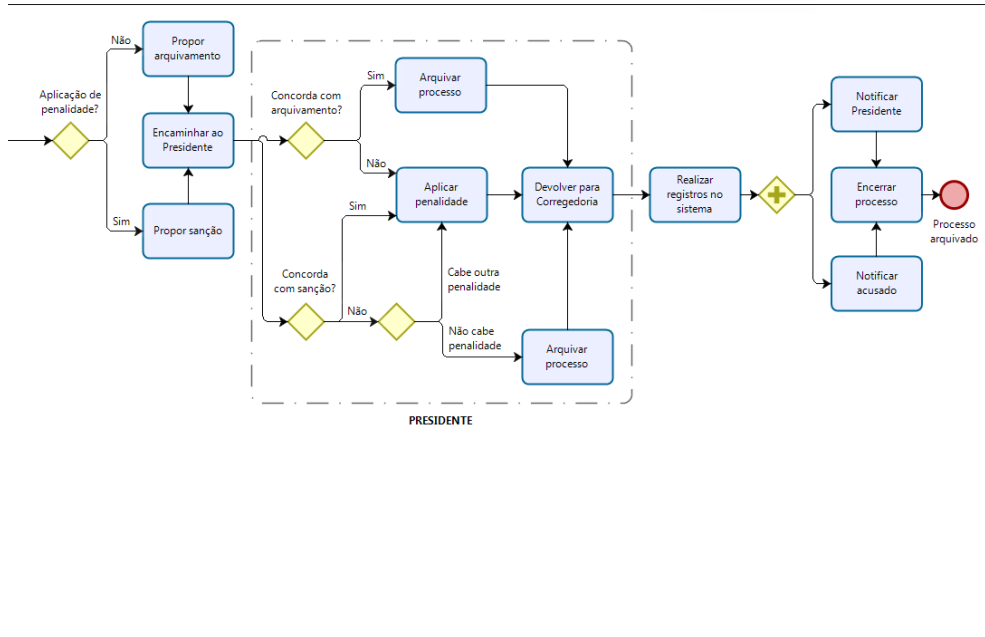 Aplicação de
penalidade?
Não
Sim
Propor
arquivamento
Encaminhar ao
Presidente
Propor sanção
Concorda com
arquivamento?
Sim
Não
Arquivar
processo
Aplicar
penalidade
Devolver para
Corregedoria
Concorda
com sanção?
Sim
Não
Cabe outra
penalidade
Não cabe
penalidade
Arquivar
processo
PRESIDENTE
Realizar
registros no
sistema
Notificar
Presidente
Encerrar
processo
Notificar
acusado
Processo
arquivado